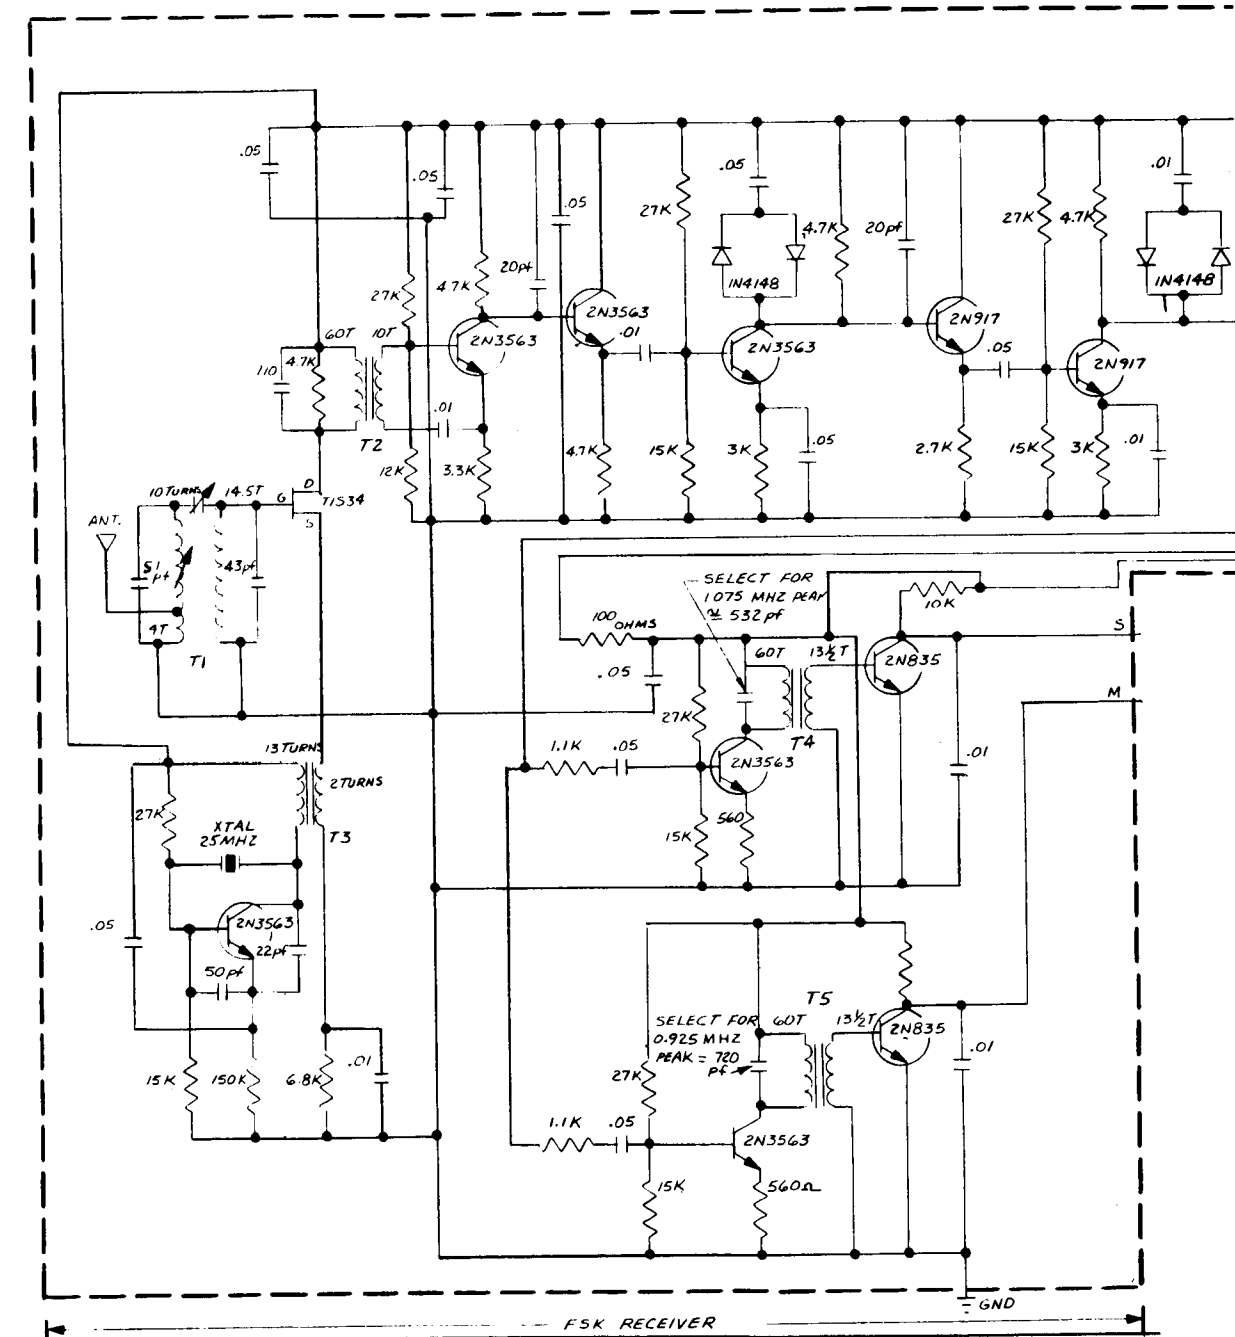 .05
.05
.05
27K
.05
4.7K
20pf
27K
4.7K
.01
27K
4.7K
20pf
2N3563
1N4148
2N917
1N4148
60T
10T
2N3563
.01
2N3563
.05
2N917
110
4.7K
T2
.01
12K
3.3K
4.7K
15K
3K
.05
2.7K
15K
3K
.01
10 TURNS
14.5T
G
D
S
TIS34
ANT.
51
pf
43pf
4T
T1
SELECT FOR
1.075 MHZ PEAK
≈ 532 pf
100 OHMS
.05
60T
13½T
10K
2N835
S
M
27K
T4
1.1K
.05
2N3563
.01
15K
560
13 TURNS
2 TURNS
27K
XTAL
25 MHZ
T3
.05
2N3563
22pf
50pf
15K
150K
6.8K
.01
SELECT FOR
0.925 MHZ
PEAK = 720
pf
60T
T5
13½T
2N835
.01
27K
1.1K
.05
2N3563
15K
560Ω
GND
FSK RECEIVER